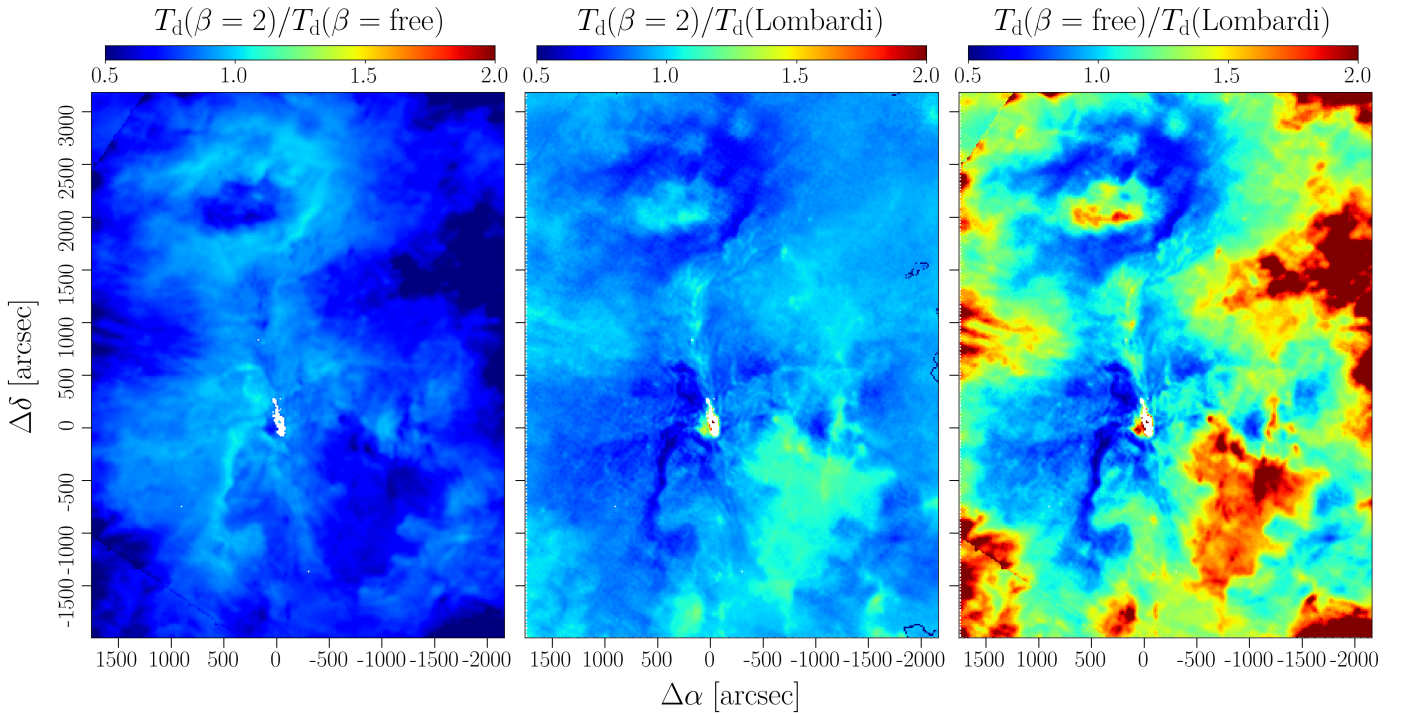 T_d(β = 2)/T_d(β = free) T_d(β = 2)/T_d(Lombardi) T_d(β = free)/T_d(Lombardi)
0.5 1.0 1.5 2.0 0.5 1.0 1.5 2.0 0.5 1.0 1.5 2.0
3000
2500
2000
1500
1000
500
0
-500
-1000
-1500
Δδ [arcsec]
1500 1000 500 0 -500 -1000 -1500 -2000 1500 1000 500 0 -500 -1000 -1500 -2000 1500 1000 500 0 -500 -1000 -1500 -2000
Δα [arcsec]